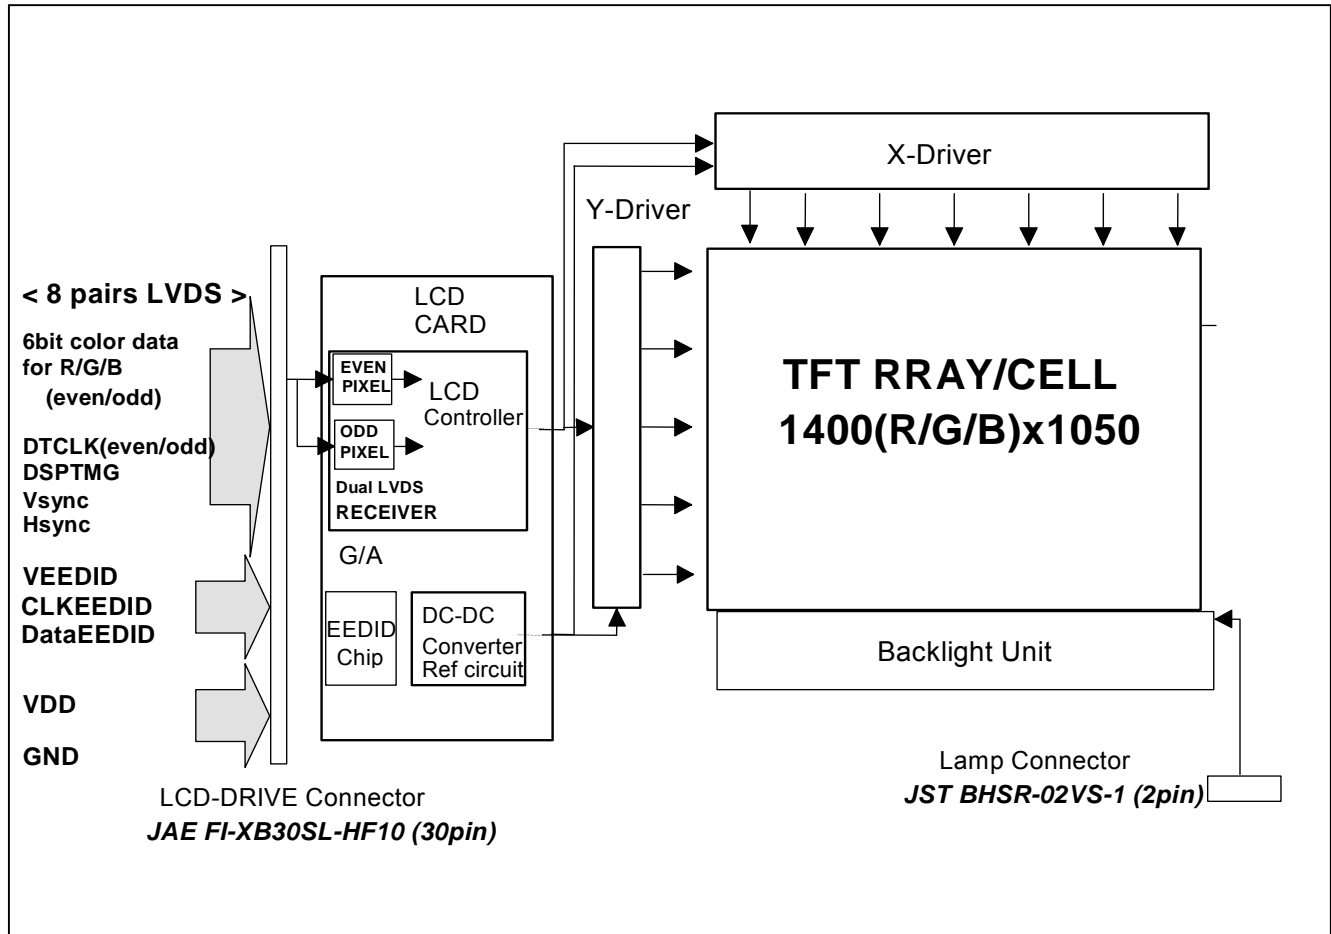 X-Driver
Y-Driver
< 8 pairs LVDS >
6bit color data
for R/G/B
(even/odd)
DTCLK(even/odd)
DSPTMG
Vsync
Hsync
VEEDID
CLKEEDID
DataEEDID
VDD
GND
LCD
CARD
EVEN
PIXEL
LCD
Controller
ODD
PIXEL
Dual LVDS
RECEIVER
G/A
EEDID
Chip
DC-DC
Converter
Ref circuit
TFT RRAY/CELL
1400(R/G/B)x1050
Backlight Unit
LCD-DRIVE Connector
JAE FI-XB30SL-HF10 (30pin)
Lamp Connector
JST BHSR-02VS-1 (2pin)